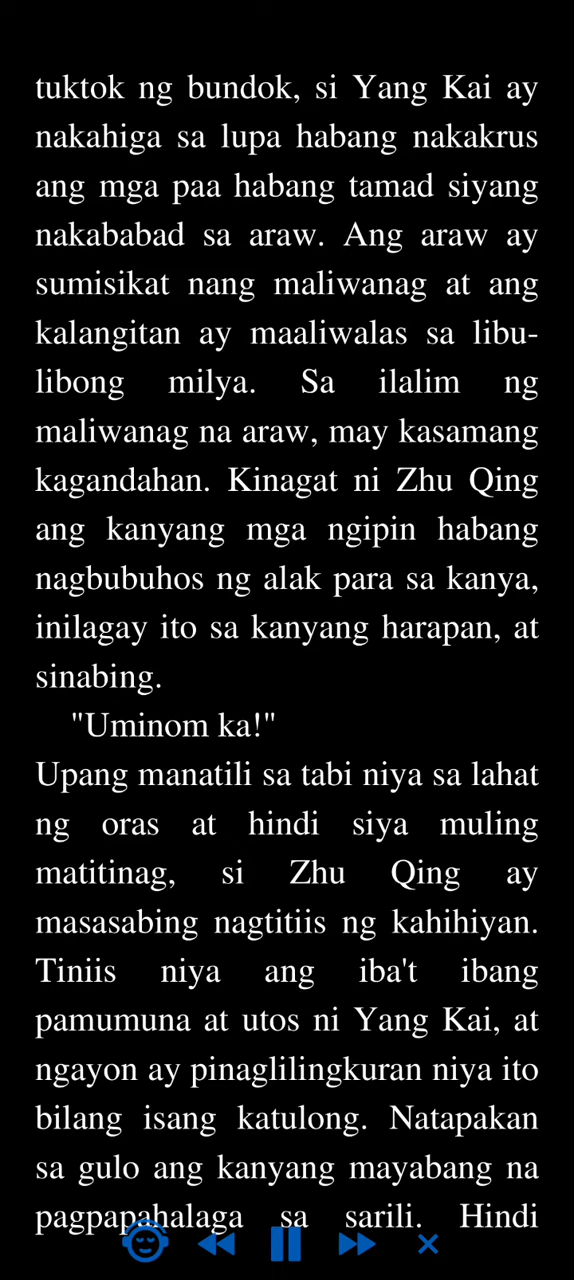 tuktok ng bundok, si Yang Kai ay
nakahiga sa lupa habang nakakrus
ang mga paa habang tamad siyang
nakababad sa araw. Ang araw ay
sumisikat nang maliwanag at ang
kalangitan ay maaliwalas sa libu-
libong milya. Sa ilalim ng
maliwanag na araw, may kasamang
kagandahan. Kinagat ni Zhu Qing
ang kanyang mga ngipin habang
nagbubuhos ng alak para sa kanya,
inilagay ito sa kanyang harapan, at
sinabing.
"Uminom ka!"
Upang manatili sa tabi niya sa lahat
ng oras at hindi siya muling
matitinag, si Zhu Qing ay
masasabing nagtitiis ng kahihiyan.
Tiniis niya ang iba't ibang
pamumuna at utos ni Yang Kai, at
ngayon ay pinaglilingkuran niya ito
bilang isang katulong. Natapakan
sa gulo ang kanyang mayabang na
pagpapahalaga sa sarili. Hindi